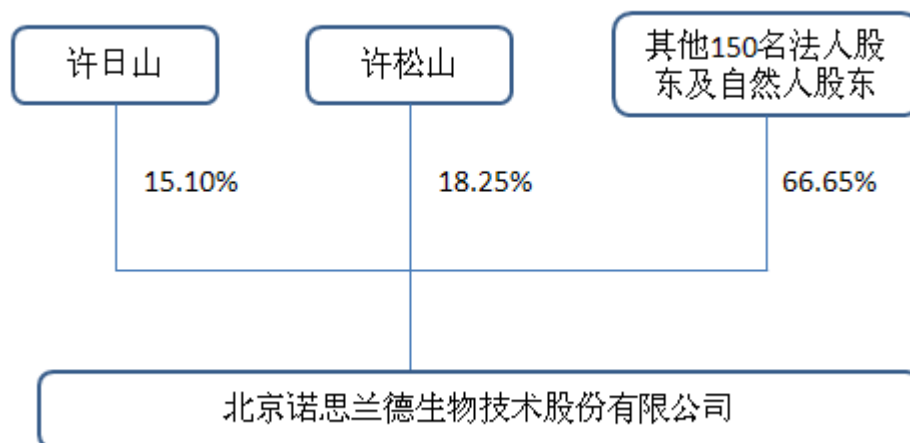 许日山
许松山
其他150名法人股
东及自然人股东
15.10%
18.25%
66.65%
北京诺思兰德生物技术股份有限公司